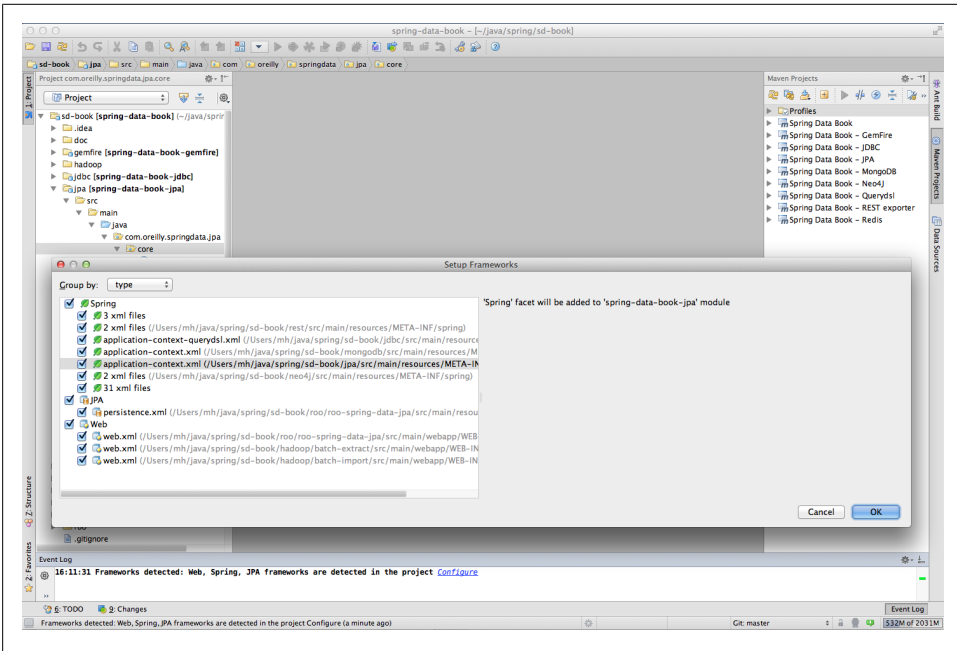 spring-data-book - [~/java/spring/sd-book]
sd-book jpa src main java com oreilly springdata jpa core
Project com.oreilly.springdata.jpa.core
Project
sd-book [spring-data-book] (~/java/sprin
.idea
doc
gemfire [spring-data-book-gemfire]
hadoop
jdbc [spring-data-book-jdbc]
jpa [spring-data-book-jpa]
src
main
java
com.oreilly.springdata.jpa
core
1: Project
Maven Projects
Profiles
Spring Data Book
Spring Data Book - GemFire
Spring Data Book - JDBC
Spring Data Book - JPA
Spring Data Book - MongoDB
Spring Data Book - Neo4J
Spring Data Book - Querydsl
Spring Data Book - REST exporter
Spring Data Book - Redis
Ant Build
Maven Projects
Data Sources
Setup Frameworks
Group by: type
Spring
3 xml files
2 xml files (/Users/mh/java/spring/sd-book/rest/src/main/resources/META-INF/spring)
application-context-querydsl.xml (/Users/mh/java/spring/sd-book/jdbc/src/main/resource
application-context.xml (/Users/mh/java/spring/sd-book/mongodb/src/main/resources/M
application-context.xml (/Users/mh/java/spring/sd-book/jpa/src/main/resources/META-IN
2 xml files (/Users/mh/java/spring/sd-book/neo4j/src/main/resources/META-INF/spring)
31 xml files
JPA
persistence.xml (/Users/mh/java/spring/sd-book/roo/roo-spring-data-jpa/src/main/resou
Web
web.xml (/Users/mh/java/spring/sd-book/roo/roo-spring-data-jpa/src/main/webapp/WEB
web.xml (/Users/mh/java/spring/sd-book/hadoop/batch-extract/src/main/webapp/WEB-IN
web.xml (/Users/mh/java/spring/sd-book/hadoop/batch-import/src/main/webapp/WEB-INF
'Spring' facet will be added to 'spring-data-book-jpa' module
Cancel OK
Z: Structure
2: Favorites
.gitignore
Event Log
16:11:31 Frameworks detected: Web, Spring, JPA frameworks are detected in the project Configure
6: TODO 9: Changes Event Log
Frameworks detected: Web, Spring, JPA frameworks are detected in the project Configure (a minute ago) Git: master 532M of 2031M